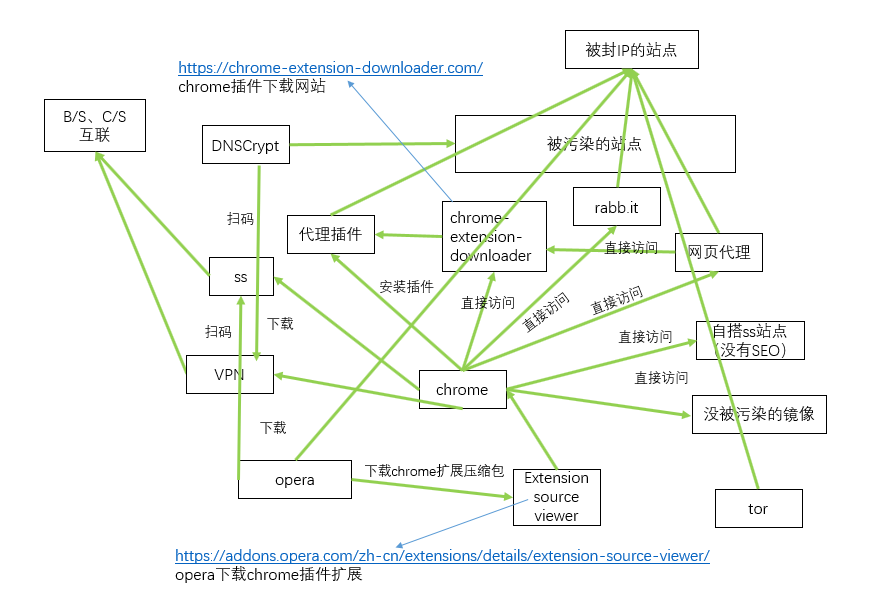 被封IP的站点
https://chrome-extension-downloader.com/
chrome插件下载网站
B/S、C/S
互联
DNSCrypt
被污染的站点
扫码
代理插件
chrome-
extension-
downloader
rabb.it
网页代理
直接访问
ss
安装插件
直接访问
直接访问
直接访问
扫码
下载
直接访问
自搭ss站点
（没有SEO）
VPN
chrome
直接访问
没被污染的镜像
下载
opera
下载chrome扩展压缩包
Extension
source
viewer
tor
https://addons.opera.com/zh-cn/extensions/details/extension-source-viewer/
opera下载chrome插件扩展